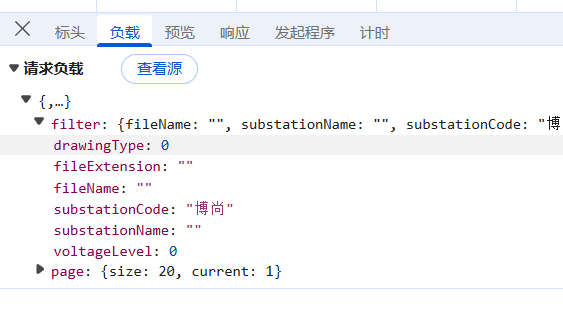 标头 负载 预览 响应 发起程序 计时
请求负载 查看源
{,…}
filter: {fileName: "", substationName: "", substationCode: "博
drawingType: 0
fileExtension: ""
fileName: ""
substationCode: "博尚"
substationName: ""
voltageLevel: 0
page: {size: 20, current: 1}